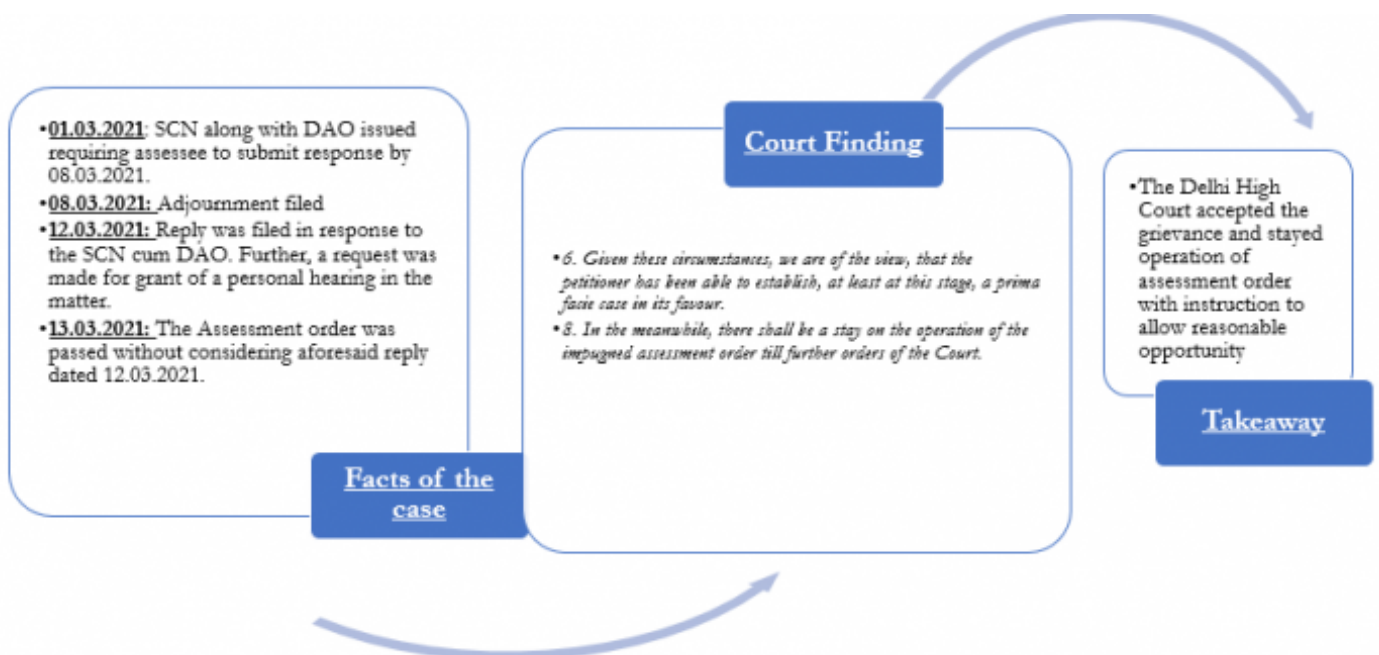 •01.03.2021: SCN along with DAO issued
requiring assessee to submit response by
08.03.2021.
•08.03.2021: Adjournment filed
•12.03.2021: Reply was filed in response to
the SCN cum DAO. Further, a request was
made for grant of a personal hearing in the
matter.
•13.03.2021: The Assessment order was
passed without considering aforesaid reply
dated 12.03.2021.
Facts of the
case
Court Finding
•6. Given these circumstances, we are of the view, that the
petitioner has been able to establish, at least at this stage, a prima
facie case in its favour.
•8. In the meanwhile, there shall be a stay on the operation of the
impugned assessment order till further orders of the Court.
•The Delhi High
Court accepted the
grievance and stayed
operation of
assessment order
with instruction to
allow reasonable
opportunity
Takeaway